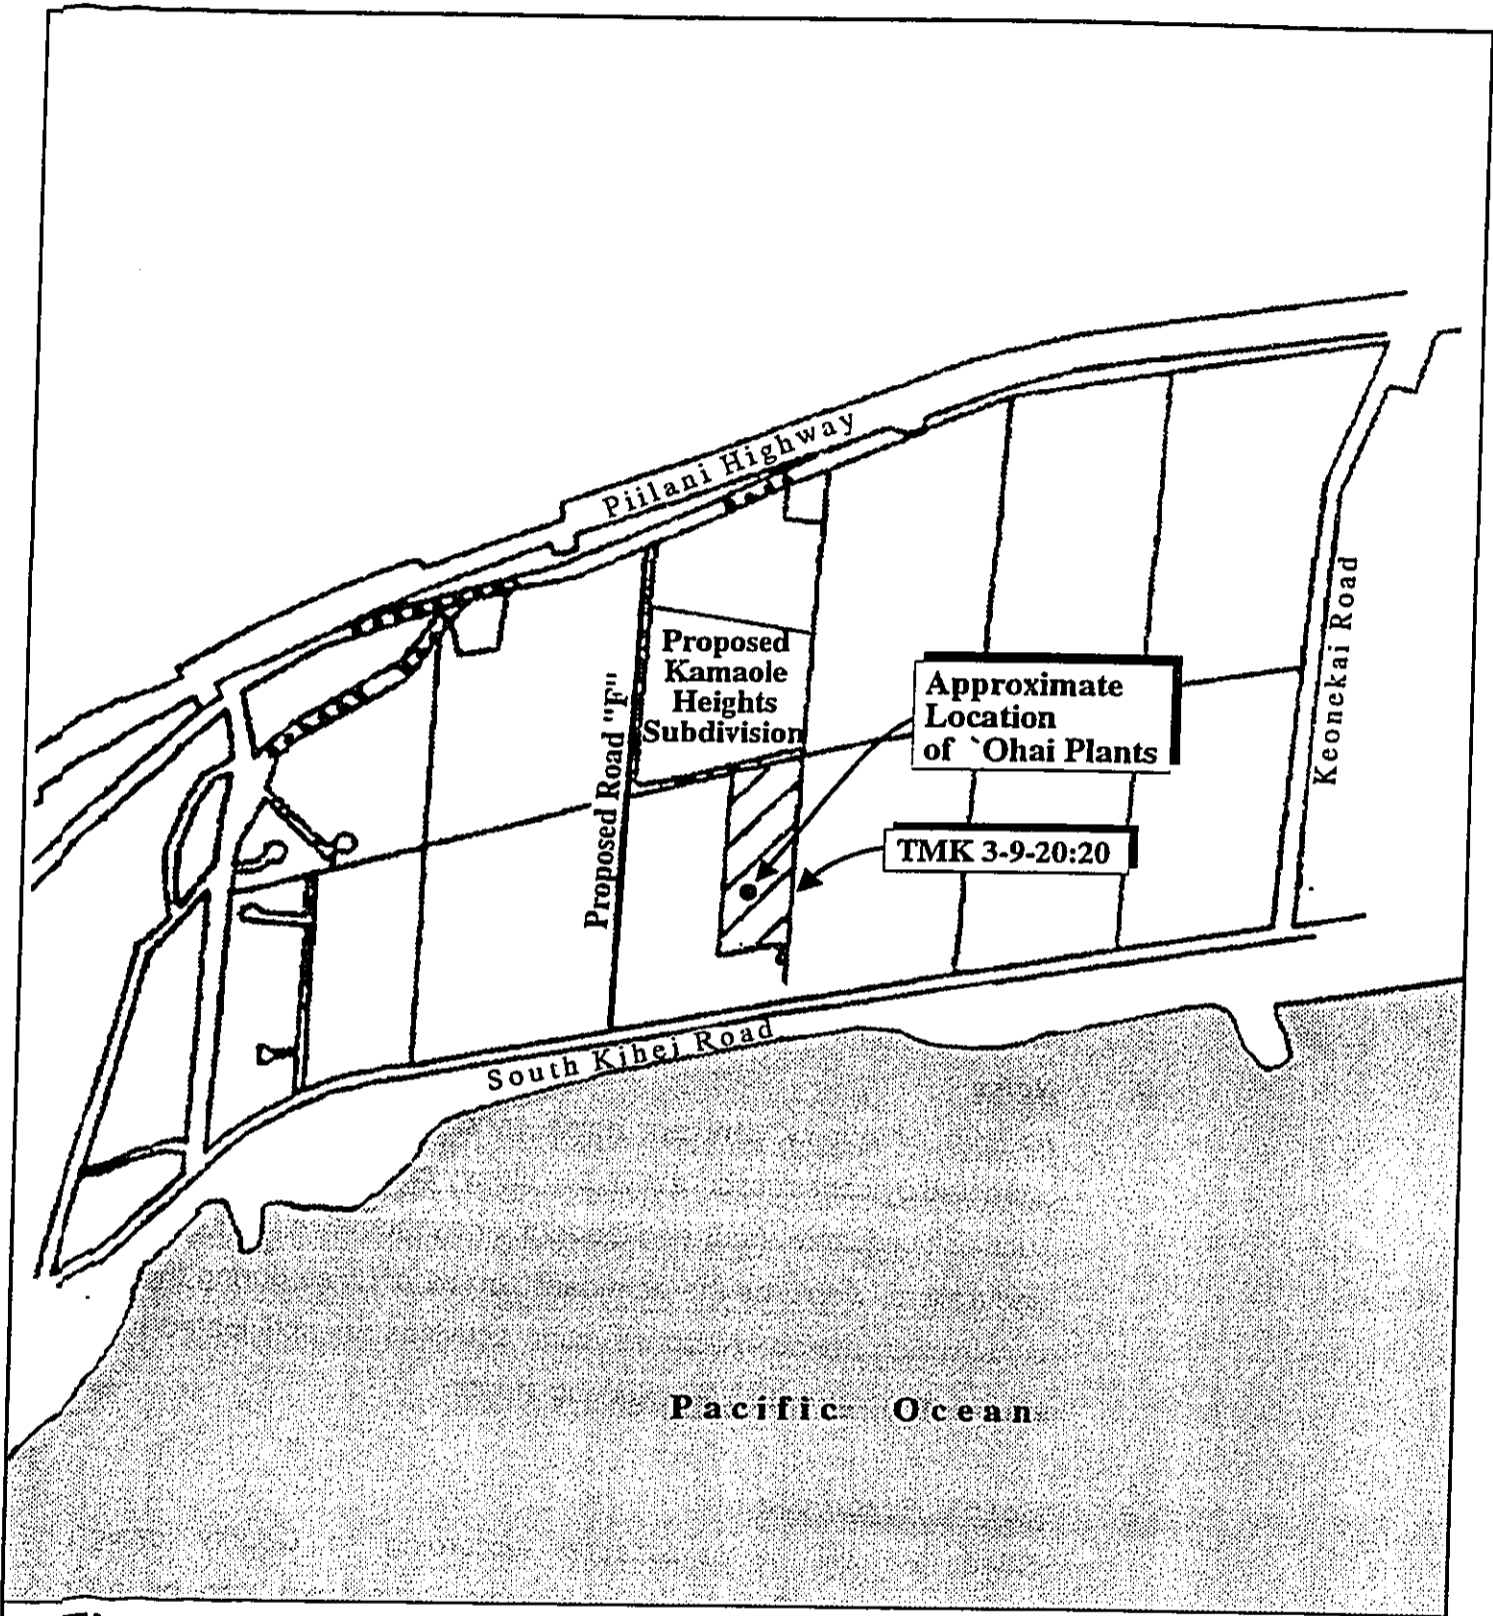 Piilani Highway
Proposed
Kamaole
Heights
Subdivision
Proposed Road "F"
Approximate
Location
of `Ohai Plants
Keonekai Road
TMK 3-9-20:20
South Kihei Road
Pacific Ocean